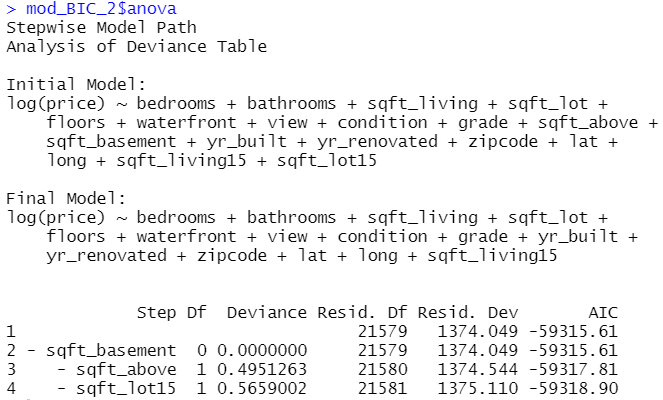 > mod_BIC_2$anova
Stepwise Model Path
Analysis of Deviance Table

Initial Model:
log(price) ~ bedrooms + bathrooms + sqft_living + sqft_lot +
    floors + waterfront + view + condition + grade + sqft_above +
    sqft_basement + yr_built + yr_renovated + zipcode + lat +
    long + sqft_living15 + sqft_lot15

Final Model:
log(price) ~ bedrooms + bathrooms + sqft_living + sqft_lot +
    floors + waterfront + view + condition + grade + yr_built +
    yr_renovated + zipcode + lat + long + sqft_living15


             Step Df  Deviance Resid. Df Resid. Dev       AIC
1                                  21579   1374.049 -59315.61
2 - sqft_basement  0 0.0000000     21579   1374.049 -59315.61
3    - sqft_above  1 0.4951263     21580   1374.544 -59317.81
4    - sqft_lot15  1 0.5659002     21581   1375.110 -59318.90